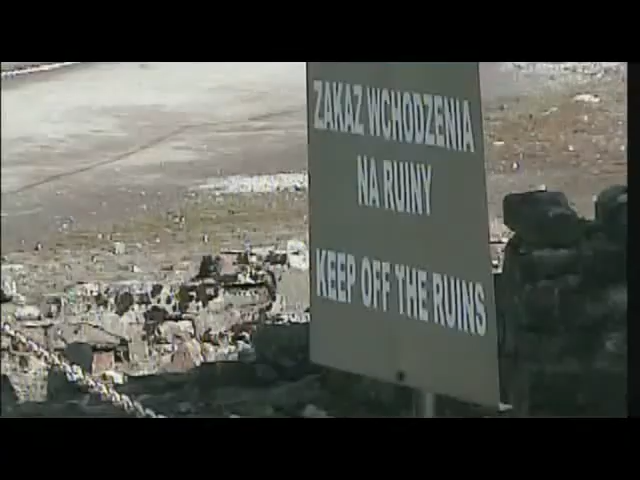 ZAKAZ WCHODZENIA
NA RUINY
KEEP OFF THE RUINS